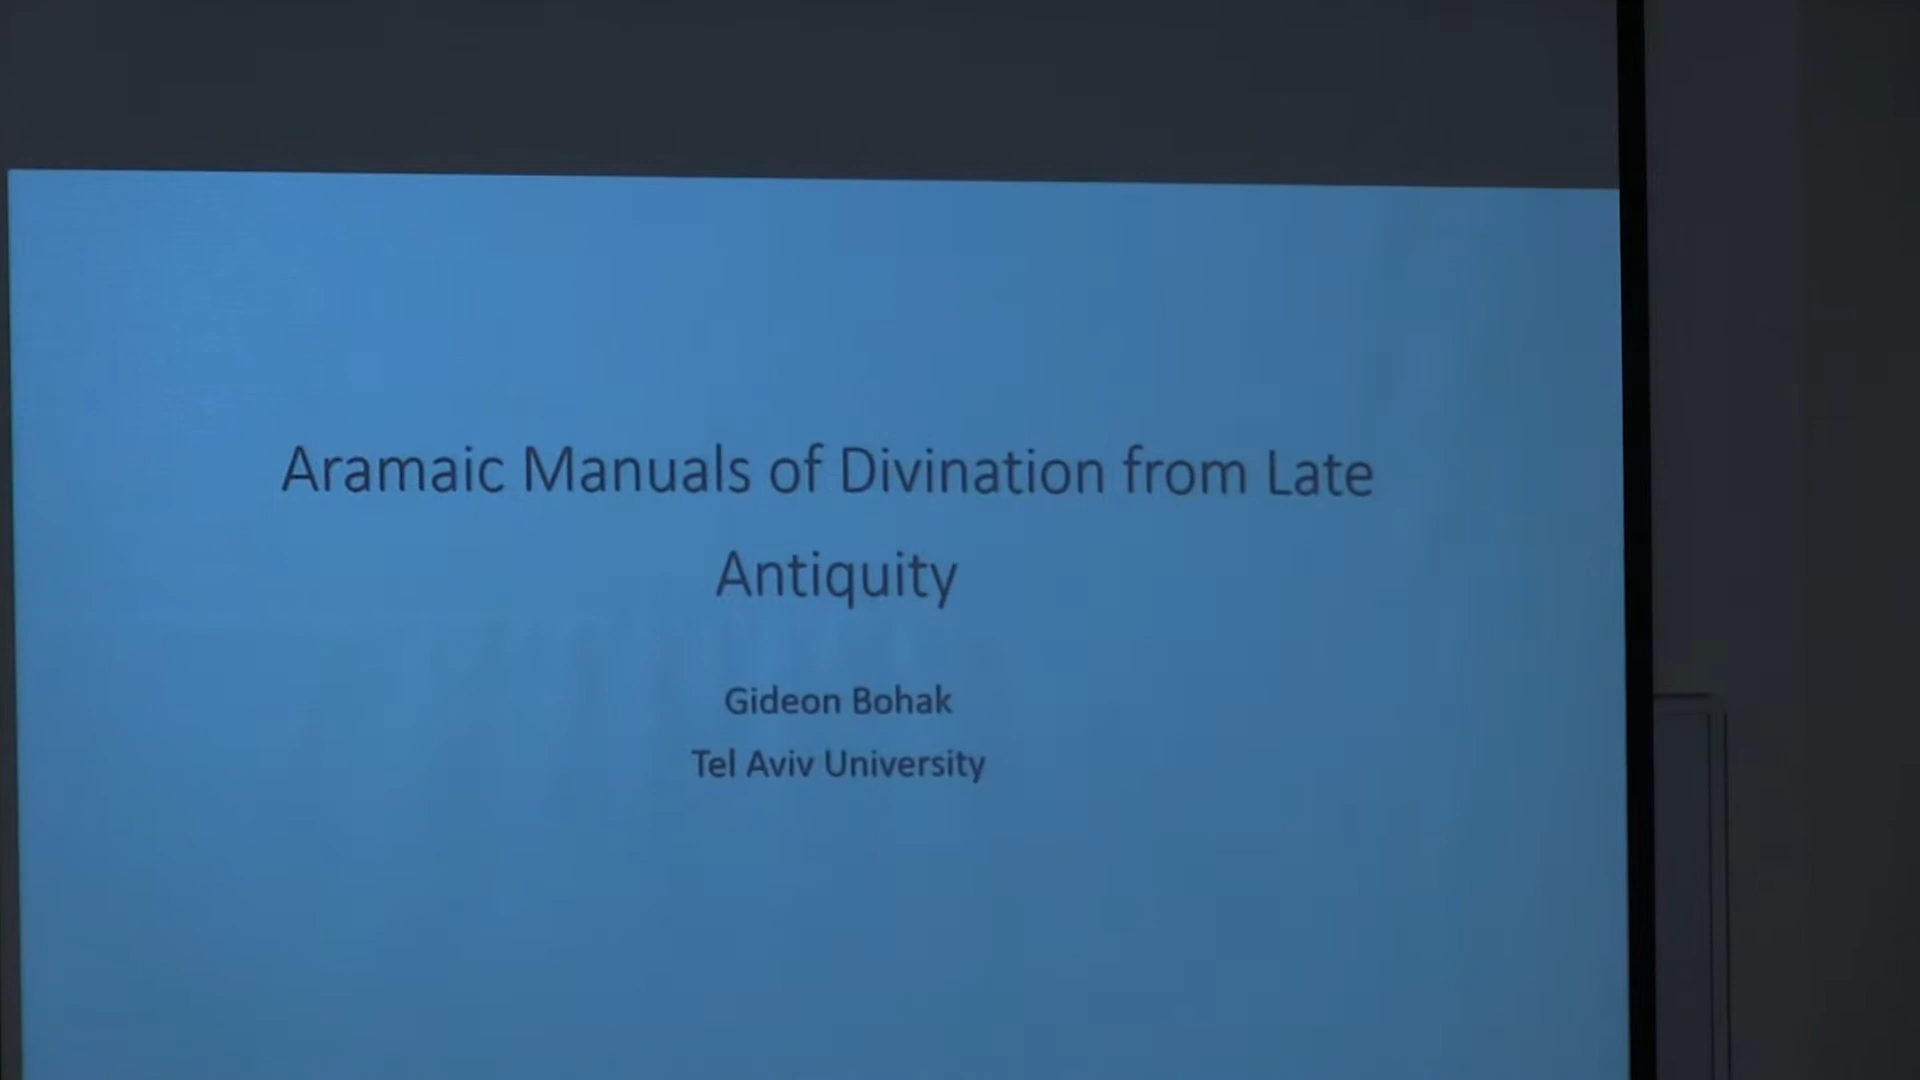 Aramaic Manuals of Divination from Late
Antiquity
Gideon Bohak
Tel Aviv University